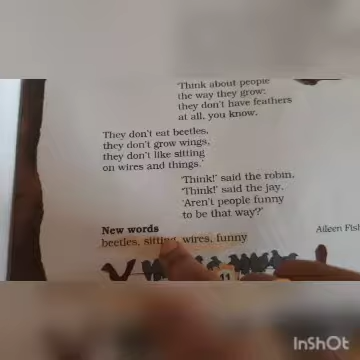 'Think about people
the way they grow:
they don't have feathers
at all, you know.
They don't eat beetles,
they don't grow wings,
they don't like sitting
on wires and things.'
'Think!' said the robin,
'Think!' said the jay,
'Aren't people funny
to be that way?'
New words
Aileen Fish
beetles, sitting, wires, funny
11
InShOt